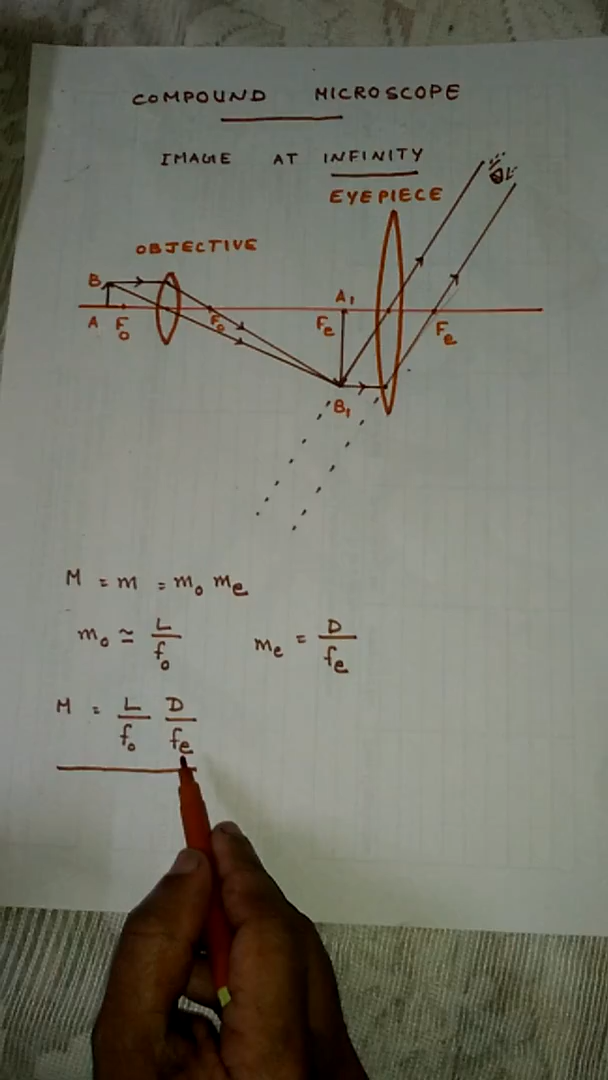 COMPOUND MICROSCOPE
IMAGE AT INFINITY
EYEPIECE
OBJECTIVE
B
A₁
A F₀ F₀ Fe Fe
B₁
M = m = m₀ me
m₀ ≃ L/f₀ me = D/fe
M = L/f₀ D/fe